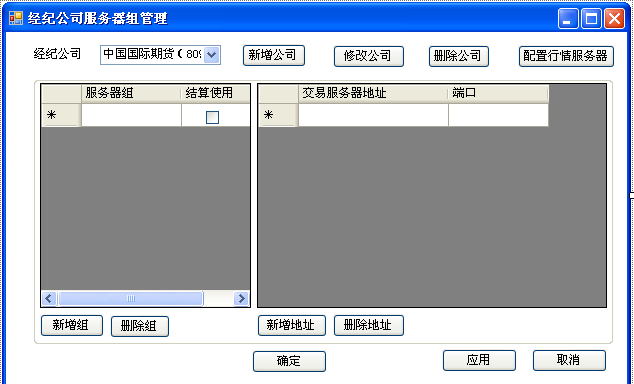 经纪公司服务器组管理
经纪公司 中国国际期货( 809 新增公司 修改公司 删除公司 配置行情服务器
服务器组 结算使用 交易服务器地址 端口
新增组 删除组 新增地址 删除地址
确定 应用 取消